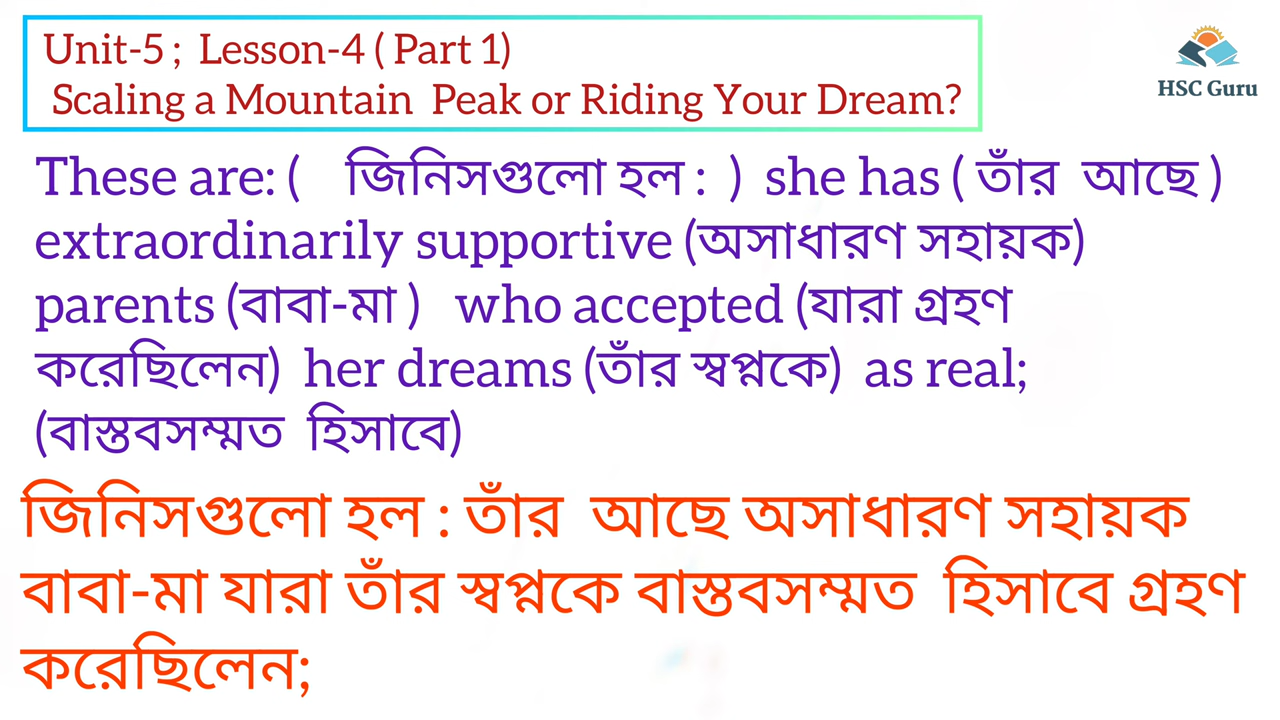 Unit-5 ; Lesson-4 ( Part 1)
Scaling a Mountain Peak or Riding Your Dream?
HSC Guru
These are: ( জিনিসগুলো হল : ) she has ( তাঁর আছে )
extraordinarily supportive (অসাধারণ সহায়ক)
parents (বাবা-মা ) who accepted (যারা গ্রহণ
করেছিলেন) her dreams (তাঁর স্বপ্নকে) as real;
(বাস্তবসম্মত হিসাবে)
জিনিসগুলো হল : তাঁর আছে অসাধারণ সহায়ক
বাবা-মা যারা তাঁর স্বপ্নকে বাস্তবসম্মত হিসাবে গ্রহণ
করেছিলেন;